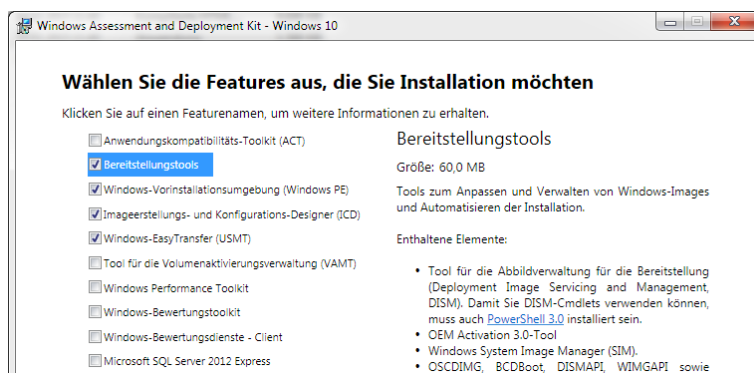 Windows Assessment and Deployment Kit - Windows 10
Wählen Sie die Features aus, die Sie Installation möchten
Klicken Sie auf einen Featurenamen, um weitere Informationen zu erhalten.
Anwendungskompatibilitäts-Toolkit (ACT)
Bereitstellungstools
Windows-Vorinstallationsumgebung (Windows PE)
Imageerstellungs- und Konfigurations-Designer (ICD)
Windows-EasyTransfer (USMT)
Tool für die Volumenaktivierungsverwaltung (VAMT)
Windows Performance Toolkit
Windows-Bewertungstoolkit
Windows-Bewertungsdienste - Client
Microsoft SQL Server 2012 Express
Bereitstellungstools
Größe: 60,0 MB
Tools zum Anpassen und Verwalten von Windows-Images
und Automatisieren der Installation.
Enthaltene Elemente:
• Tool für die Abbildverwaltung für die Bereitstellung
(Deployment Image Servicing and Management,
DISM). Damit Sie DISM-Cmdlets verwenden können,
muss auch PowerShell 3.0 installiert sein.
• OEM Activation 3.0-Tool
• Windows System Image Manager (SIM).
• OSCDIMG, BCDBoot, DISMAPI, WIMGAPI sowie